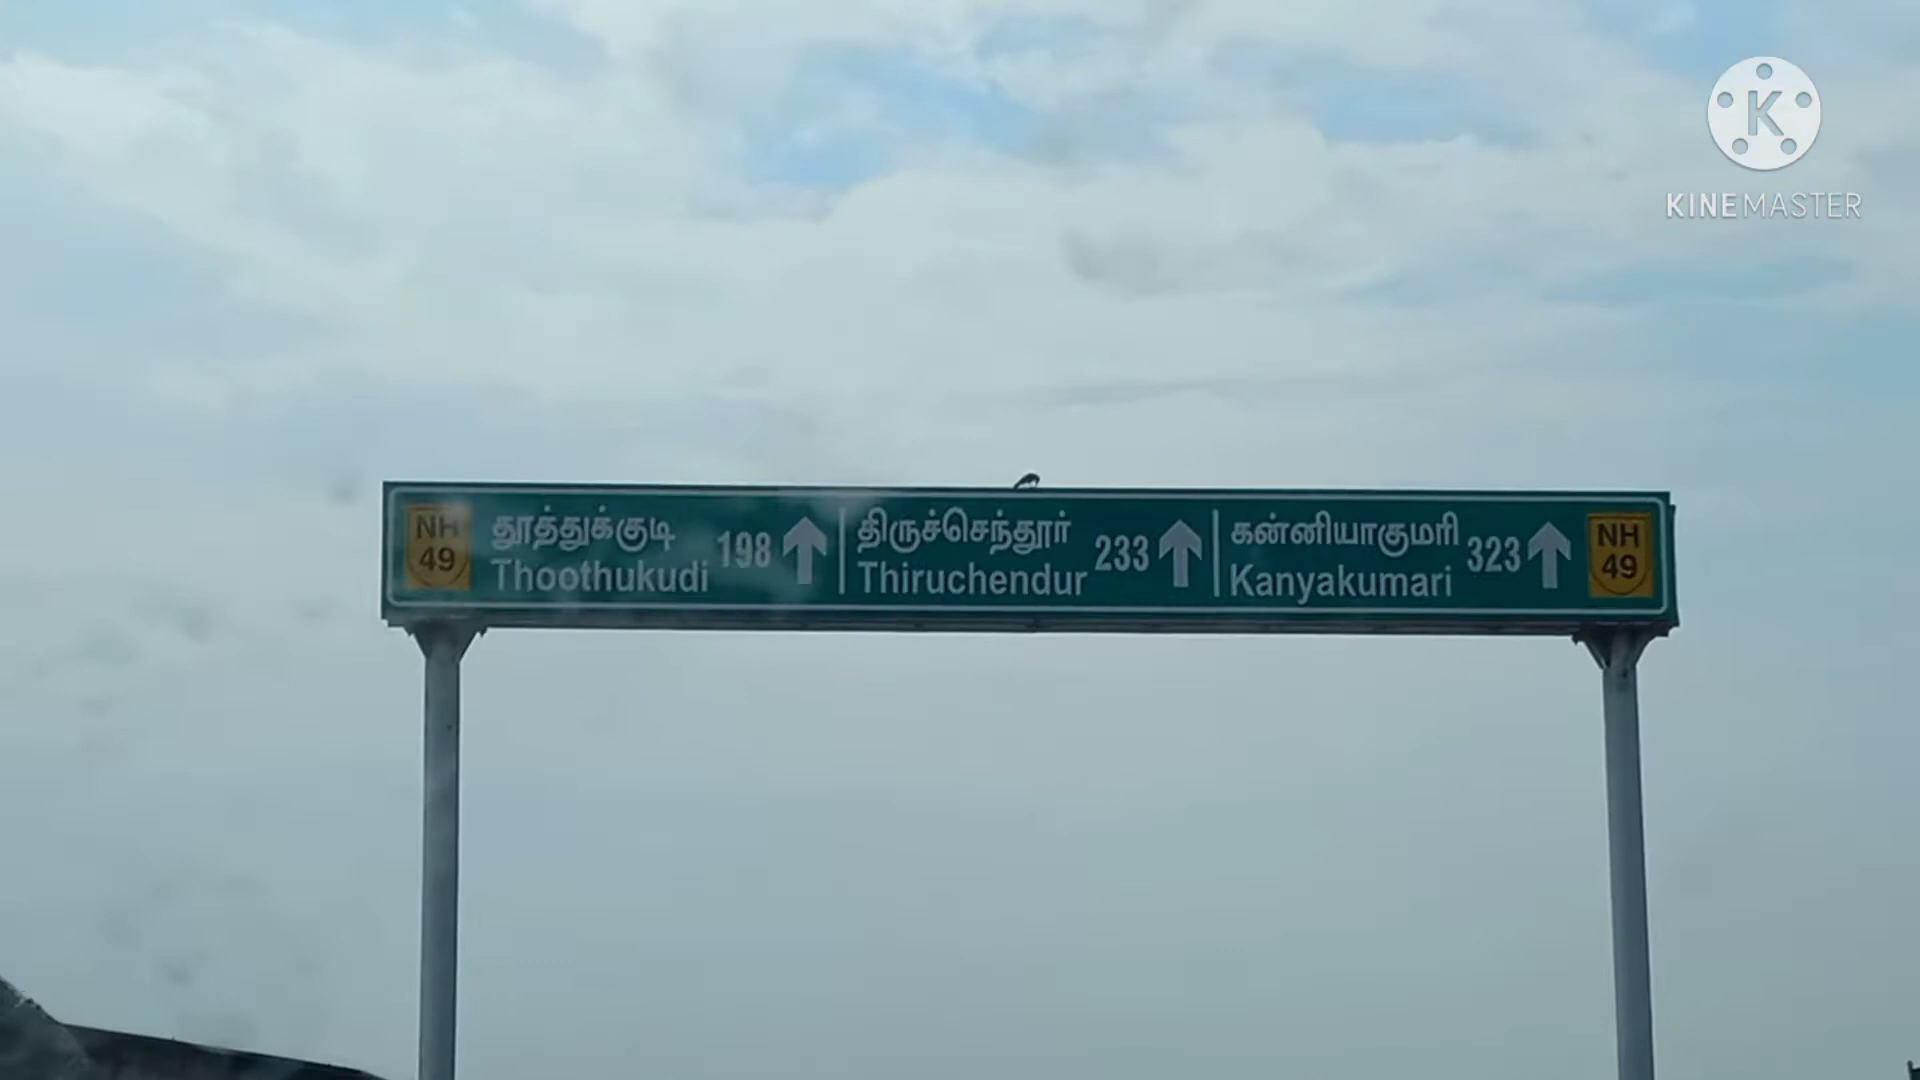 KINEMASTER
NH
49
தூத்துக்குடி
Thoothukudi
198
திருச்செந்தூர்
Thiruchendur
233
கன்னியாகுமரி
Kanyakumari
323
NH
49